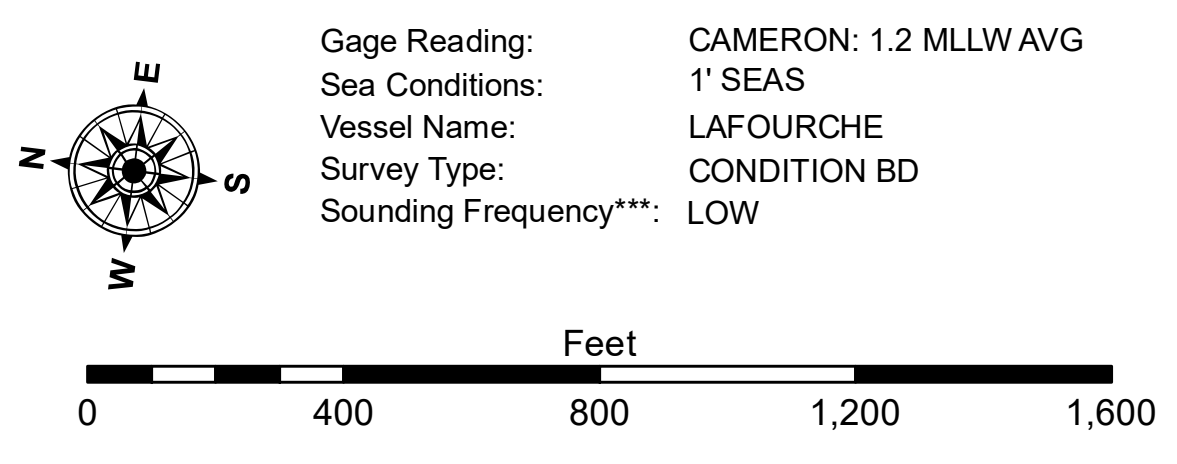 E
N
S
W
Gage Reading: CAMERON: 1.2 MLLW AVG
Sea Conditions: 1' SEAS
Vessel Name: LAFOURCHE
Survey Type: CONDITION BD
Sounding Frequency***: LOW
Feet
0 400 800 1,200 1,600